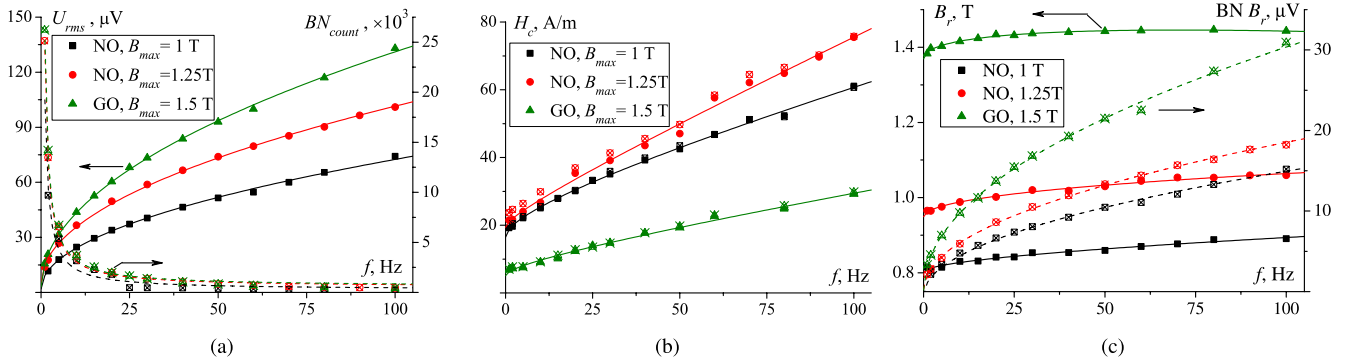 U_rms, μV
BN_count, ×10³
150
120
90
60
30
25
20
15
10
5
0
NO, B_max = 1 T
NO, B_max =1.25T
GO, B_max = 1.5 T
f, Hz
0 25 50 75 100
(a)
H_c, A/m
80
60
40
20
0
NO, B_max = 1 T
NO, B_max =1.25T
GO, B_max = 1.5 T
f, Hz
0 25 50 75 100
(b)
B_r, T
BN B_r, μV
1.4
1.2
1.0
0.8
30
20
10
0
NO, 1 T
NO, 1.25T
GO, 1.5 T
f, Hz
0 25 50 75 100
(c)